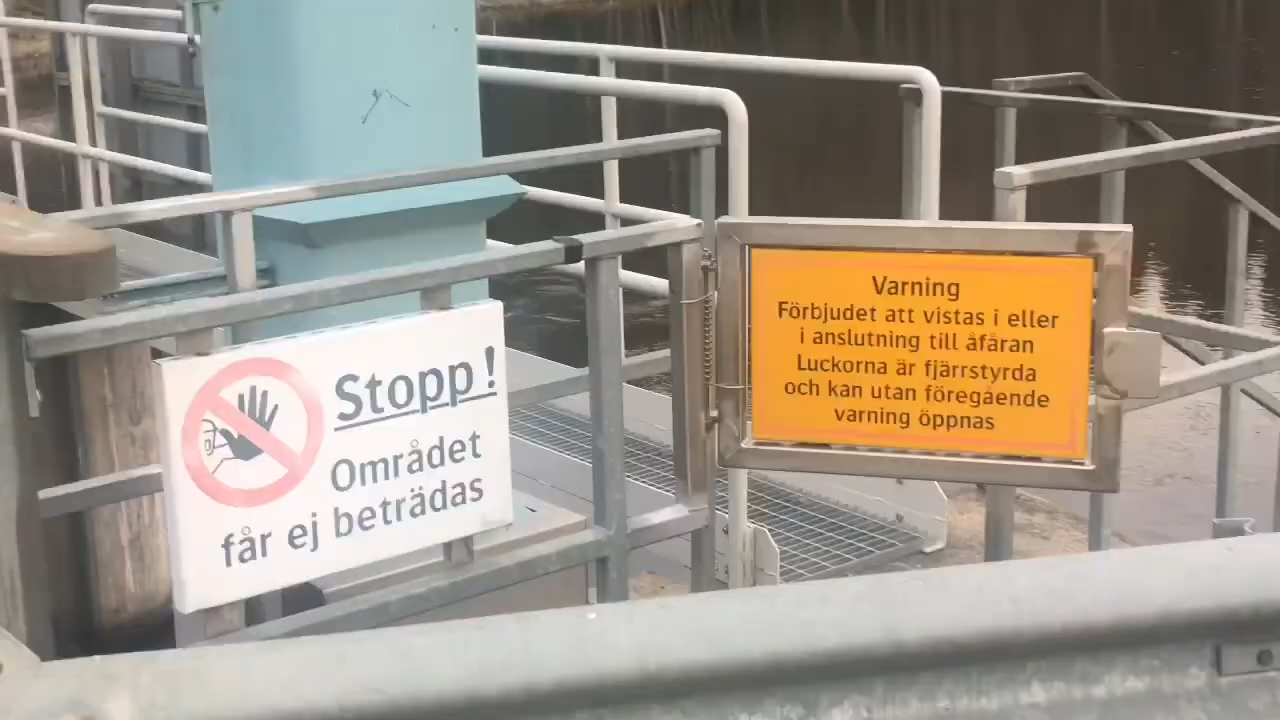 Stopp!
Området
får ej beträdas
Varning
Förbjudet att vistas i eller
i anslutning till åfåran
Luckorna är fjärrstyrda
och kan utan föregående
varning öppnas